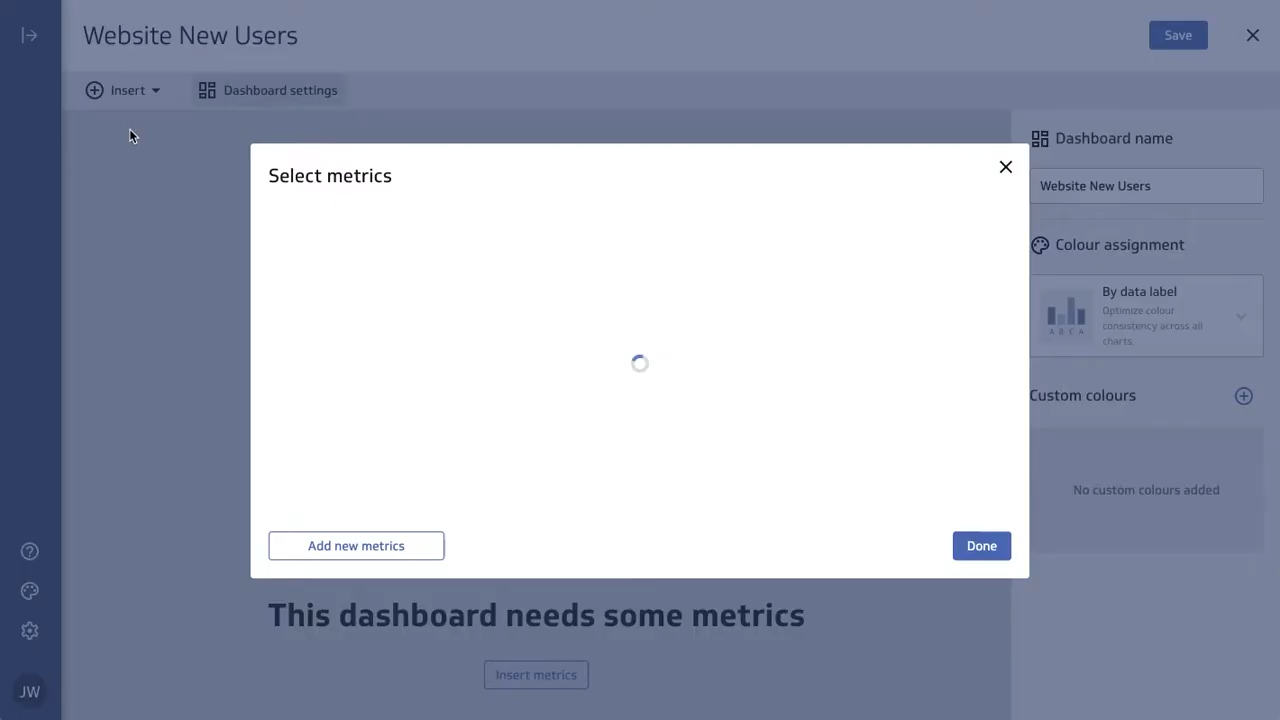 Website New Users
Save
Insert
Dashboard settings
Select metrics
Add new metrics
Done
This dashboard needs some metrics
Insert metrics
Dashboard name
Website New Users
Colour assignment
A B C A
By data label
Optimize colour
consistency across all
charts.
Custom colours
No custom colours added
JW